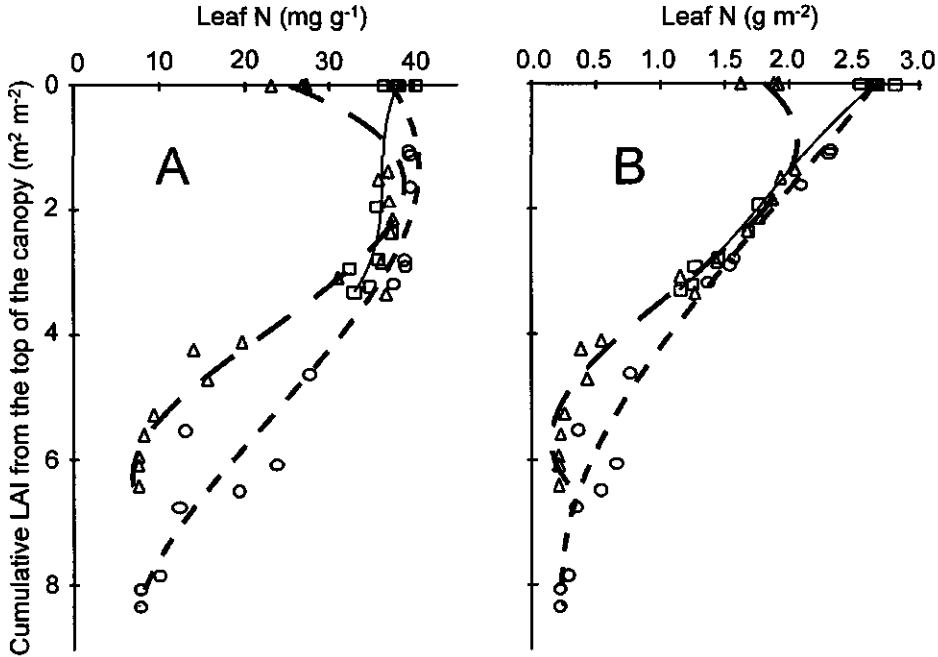 Leaf N (mg g⁻¹)
0 10 20 30 40
Leaf N (g m⁻²)
0.0 0.5 1.0 1.5 2.0 2.5 3.0
Cumulative LAI from the top of the canopy (m² m⁻²)
0
2
4
6
8
A
B